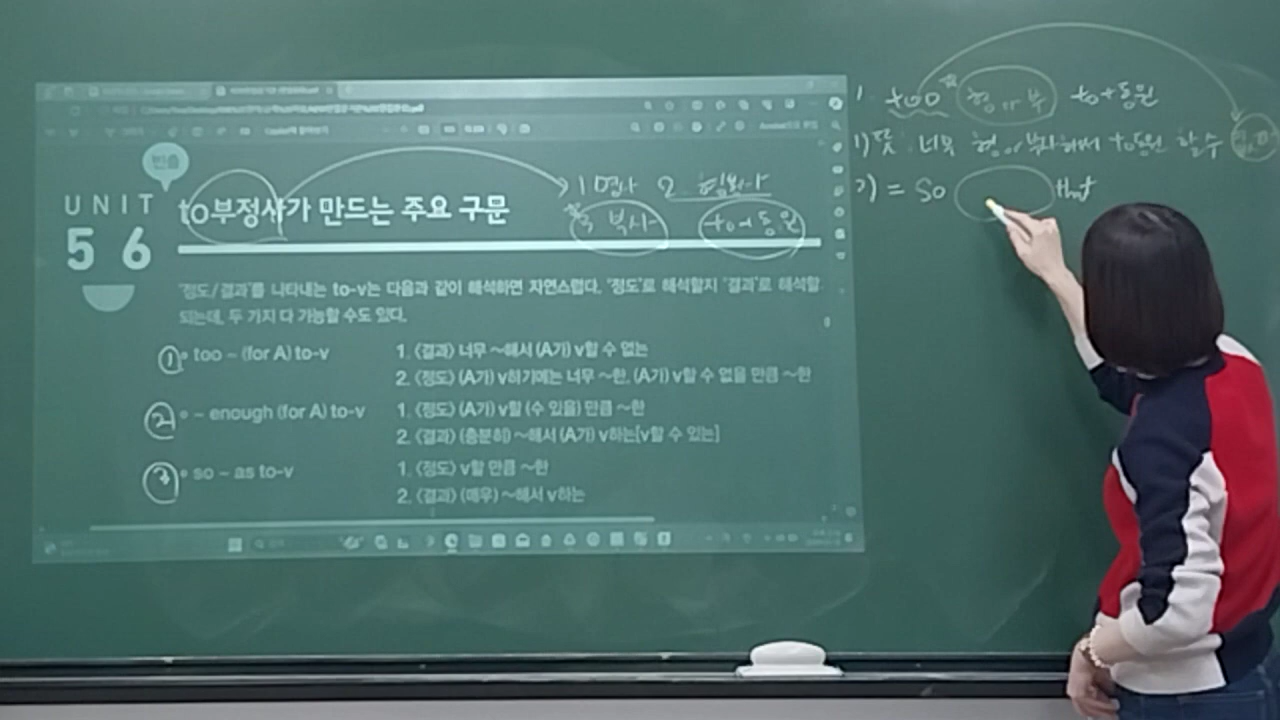 빈출
UNIT 56
to부정사가 만드는 주요 구문
1 명사 2 형용사
부사 to+동원
'정도/결과'를 나타내는 to-v는 다음과 같이 해석하면 자연스럽다. '정도'로 해석할지 '결과'로 해석할
되는데, 두 가지 다 가능할 수도 있다.
① too ~ (for A) to-v
1. <결과> 너무 ~해서 (A가) v할 수 없는
2. <정도> (A가) v하기에는 너무 ~한, (A가) v할 수 없을 만큼 ~한
② ~ enough (for A) to-v
1. <정도> (A가) v할 (수 있을) 만큼 ~한
2. <결과> (충분히) ~해서 (A가) v하는[v할 수 있는]
③ so ~ as to-v
1. <정도> v할 만큼 ~한
2. <결과> (매우) ~해서 v하는
1. too 형 or 부 to+동원
1) 뜻 : 너무 형 or 부사해서 to동원 할 수
2) = so that